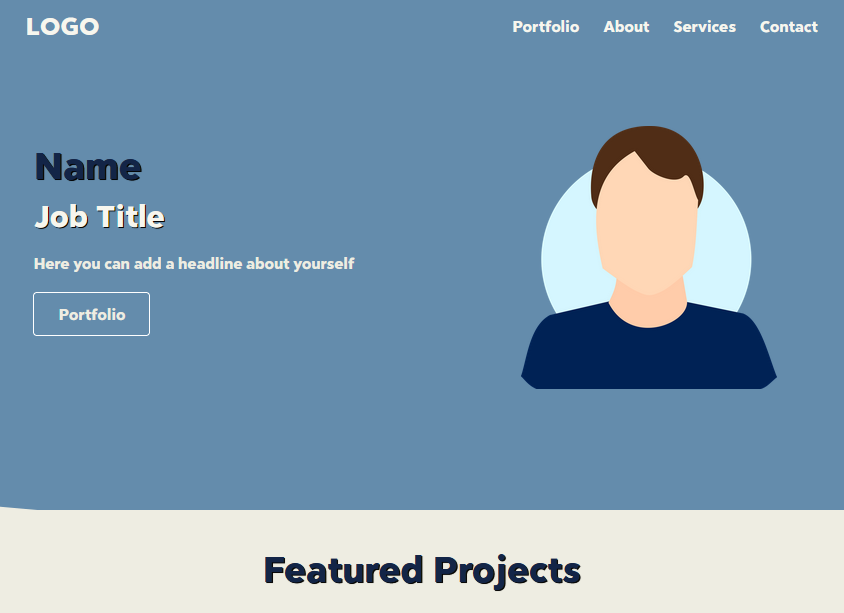 LOGO
Portfolio About Services Contact
Name
Job Title
Here you can add a headline about yourself
Portfolio
Featured Projects